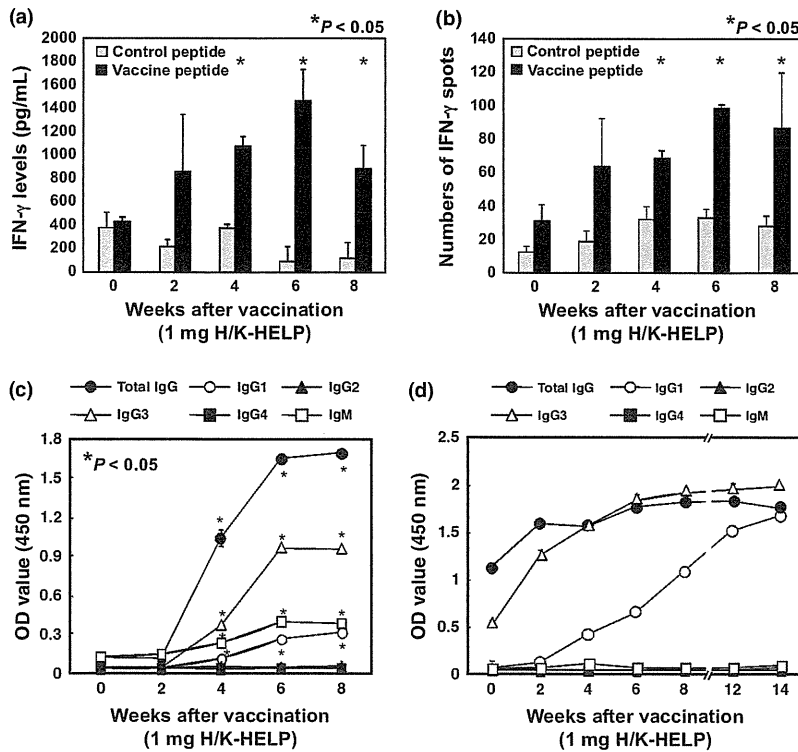 (a)
*P < 0.05
IFN-γ levels (pg/mL)
2000
1800
1600
1400
1200
1000
800
600
400
200
0
Control peptide
Vaccine peptide
* * *
0 2 4 6 8
Weeks after vaccination
(1 mg H/K-HELP)
(b)
*P < 0.05
Numbers of IFN-γ spots
140
120
100
80
60
40
20
0
Control peptide
Vaccine peptide
* * *
0 2 4 6 8
Weeks after vaccination
(1 mg H/K-HELP)
(c)
Total IgG IgG1 IgG2
IgG3 IgG4 IgM
*P < 0.05
OD value (450 nm)
1.8
1.5
1.2
0.9
0.6
0.3
0
* * *
* * *
* * *
* * *
0 2 4 6 8
Weeks after vaccination
(1 mg H/K-HELP)
(d)
Total IgG IgG1 IgG2
IgG3 IgG4 IgM
OD value (450 nm)
2.5
2
1.5
1
0.5
0
0 2 4 6 8 12 14
Weeks after vaccination
(1 mg H/K-HELP)